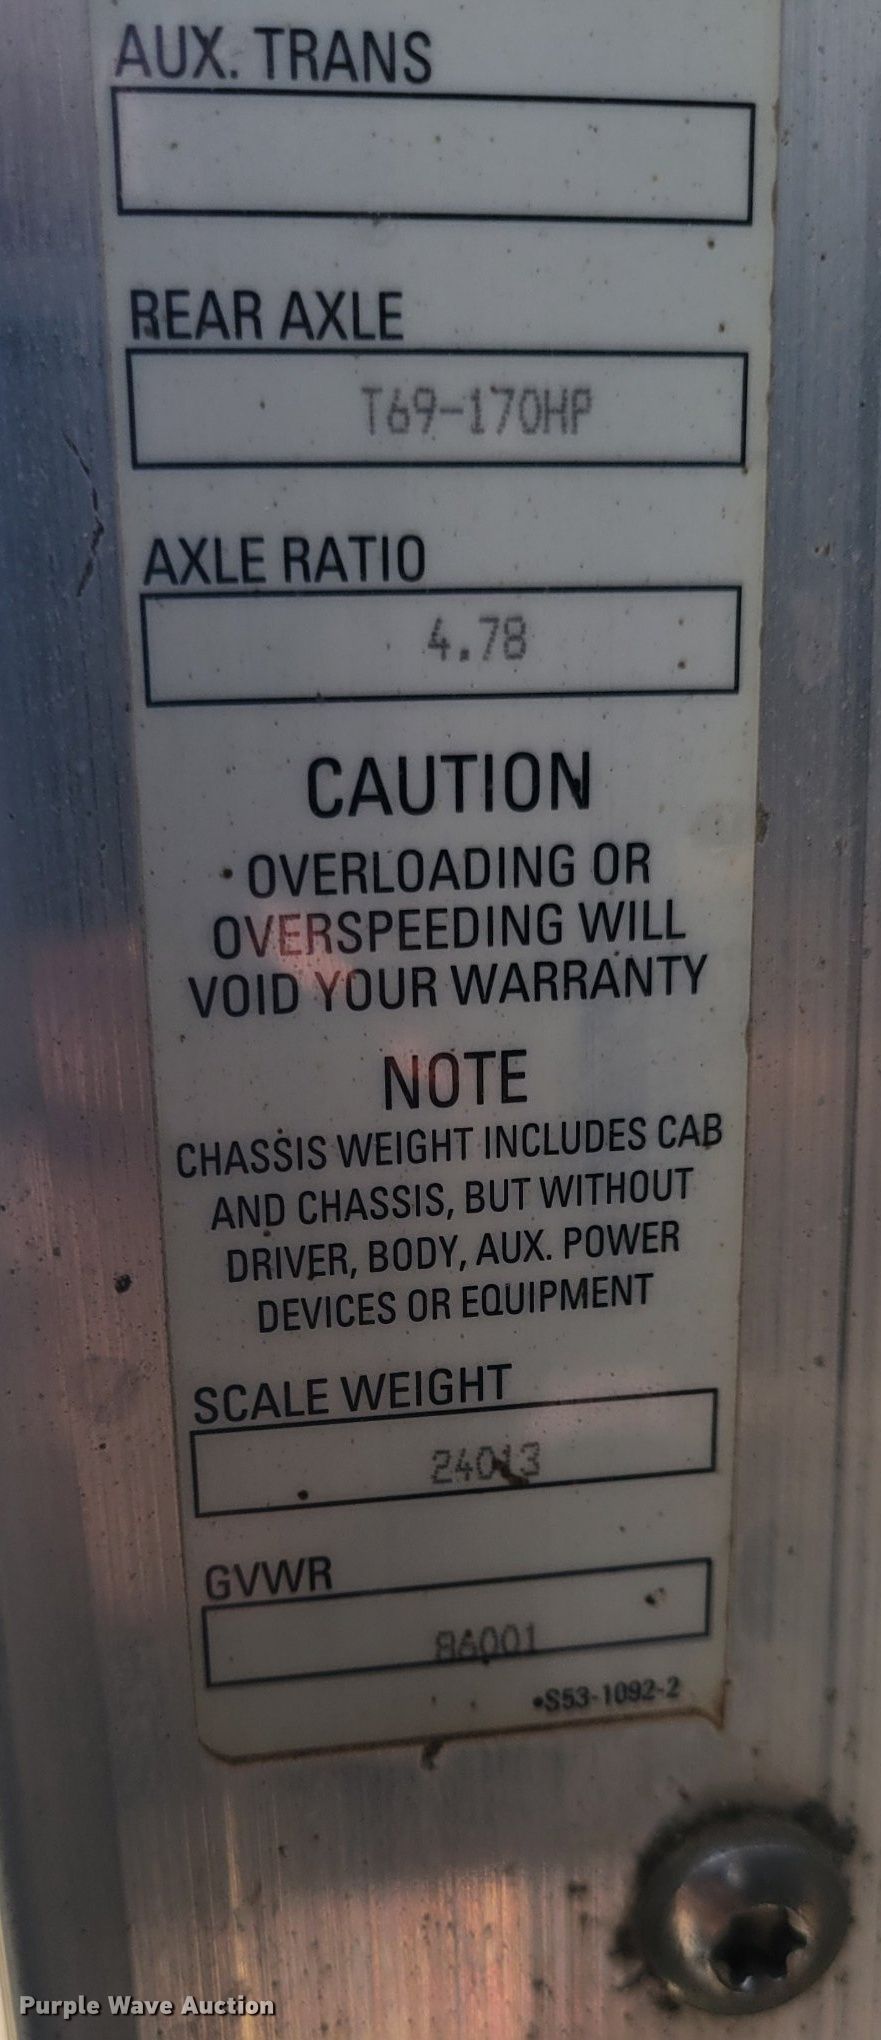 AUX. TRANS
REAR AXLE
T69-170HP
AXLE RATIO
4.78
CAUTION
OVERLOADING OR
OVERSPEEDING WILL
VOID YOUR WARRANTY
NOTE
CHASSIS WEIGHT INCLUDES CAB
AND CHASSIS, BUT WITHOUT
DRIVER, BODY, AUX. POWER
DEVICES OR EQUIPMENT
SCALE WEIGHT
24013
GVWR
86001
•S53-1092-2
Purple Wave Auction